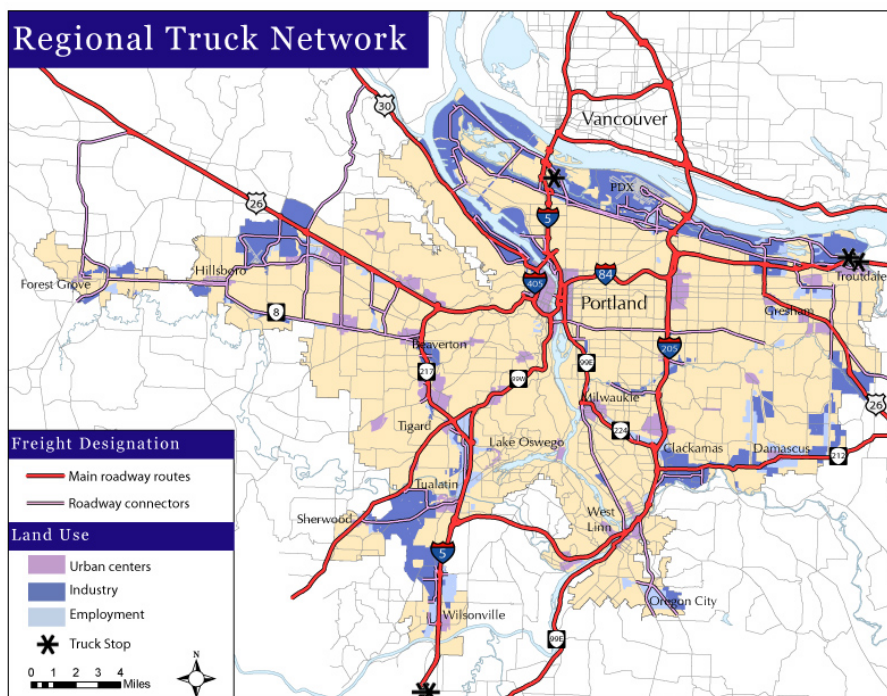 Regional Truck Network
30
Vancouver
PDX
26
5
Hillsboro
Forest Grove
405
84
Troutdale
Portland
8
Gresham
Beaverton
205
99E
217
99W
26
Milwaukie
Tigard
224
Lake Oswego
Clackamas
Damascus
212
Tualatin
Sherwood
West
Linn
5
Oregon City
Wilsonville
99E
Freight Designation
Main roadway routes
Roadway connectors
Land Use
Urban centers
Industry
Employment
Truck Stop
0 1 2 3 4
Miles
N